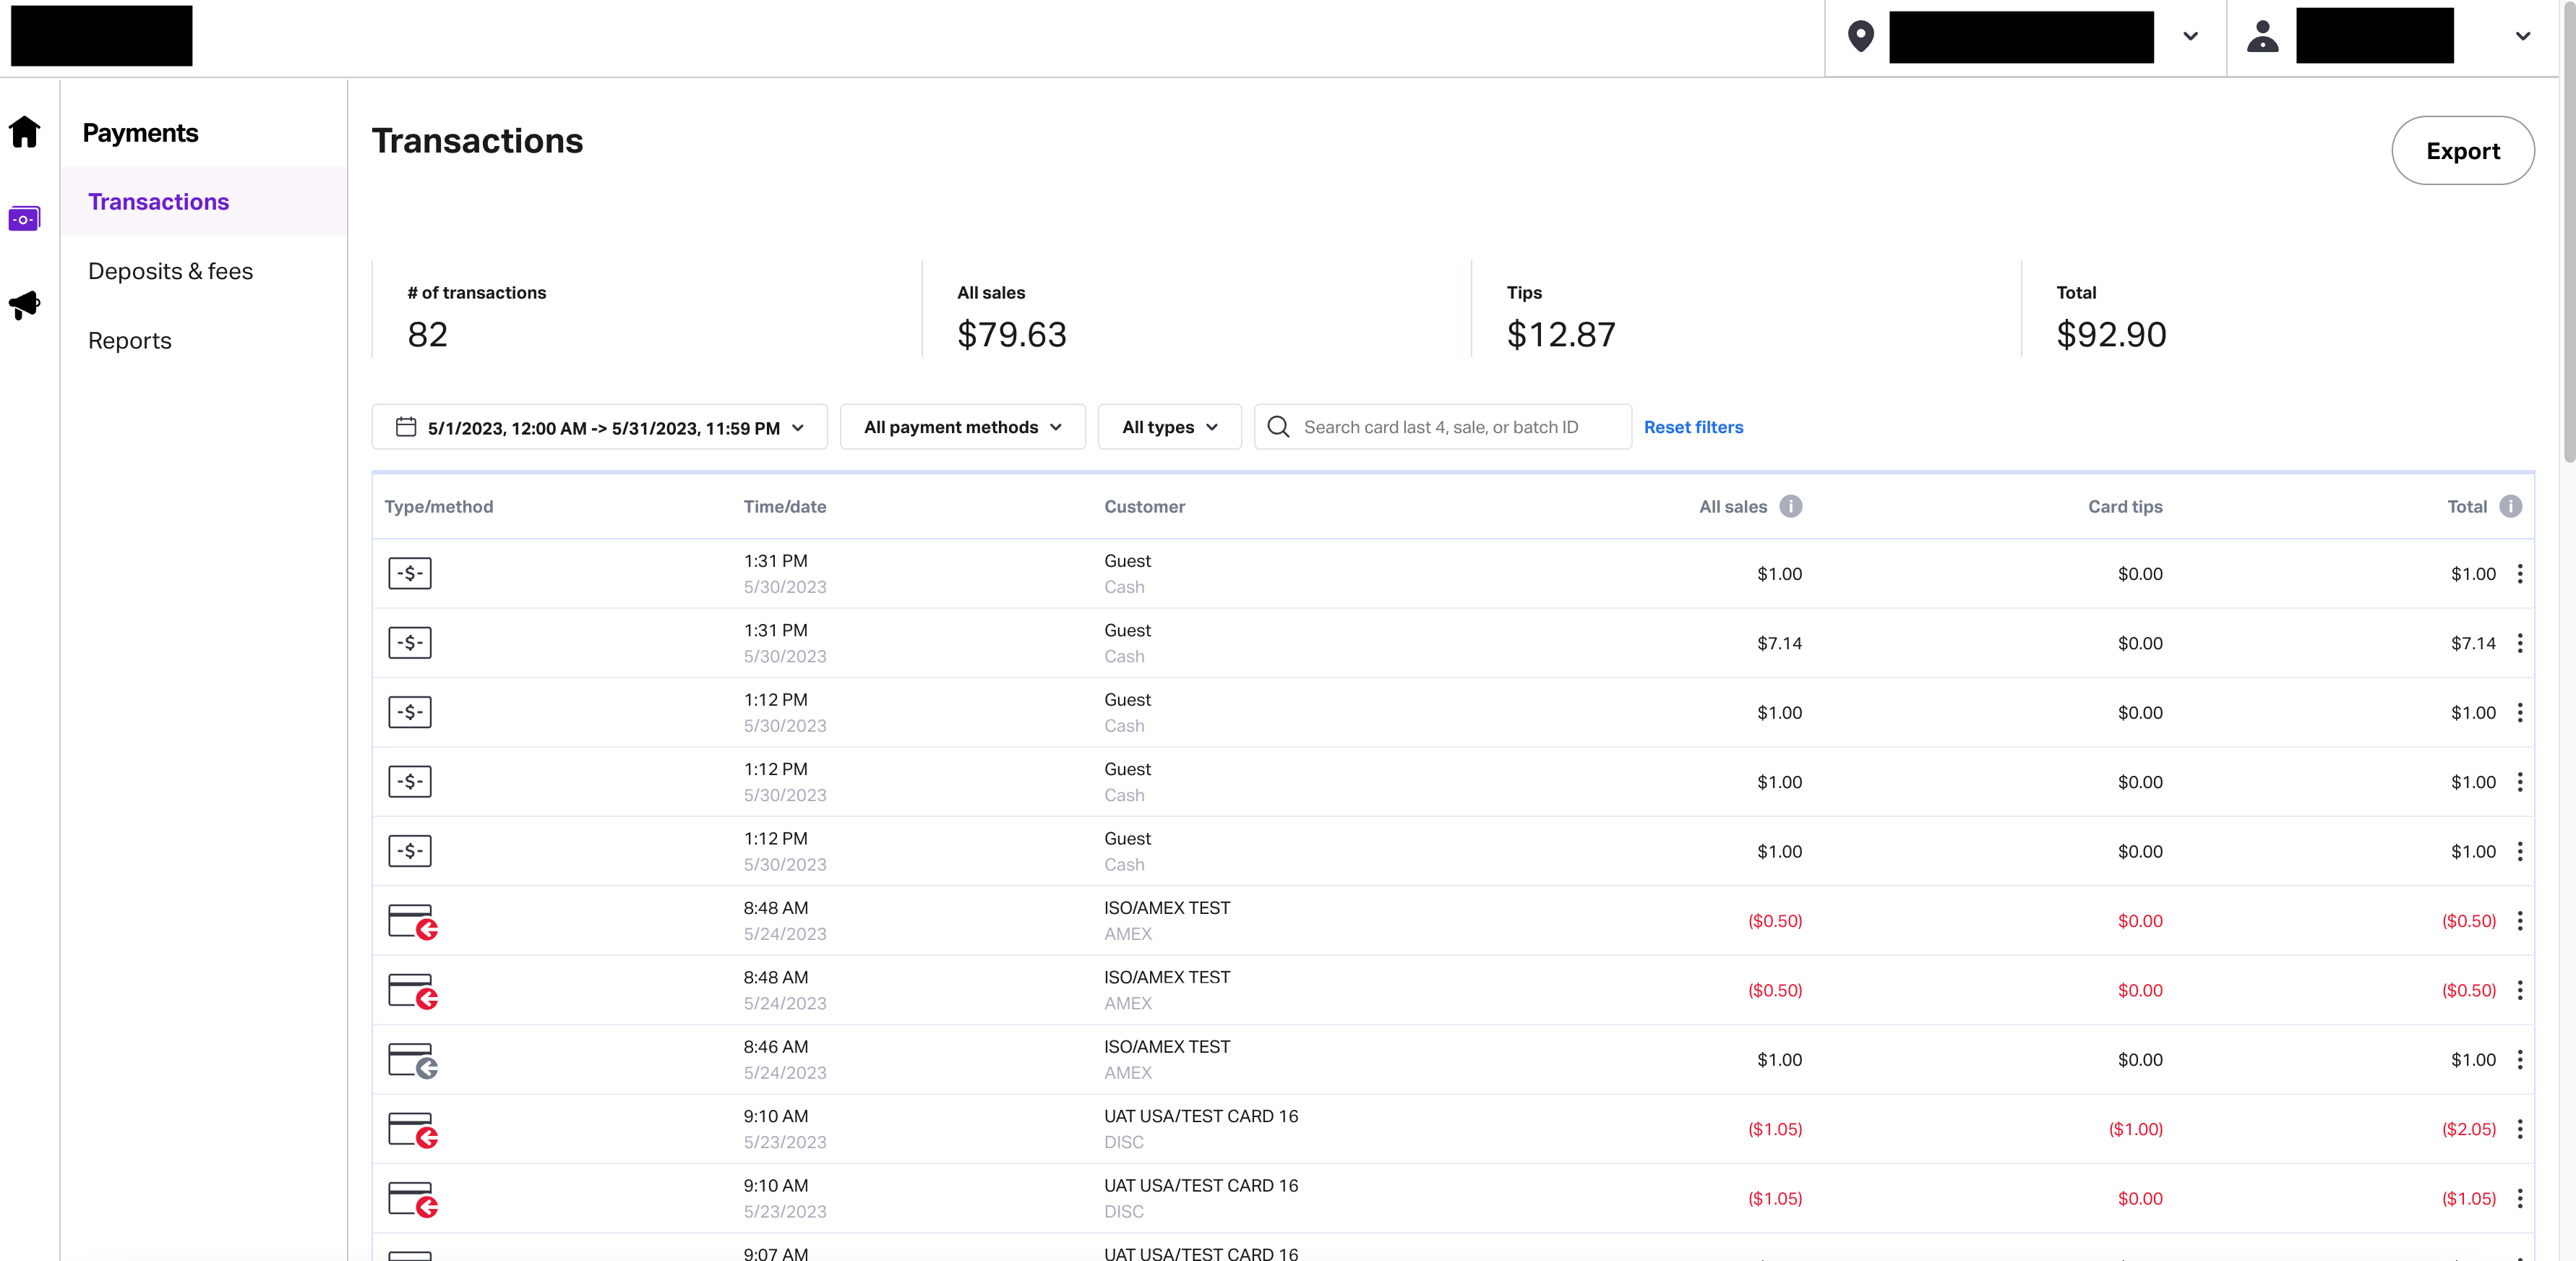 Payments
Transactions
Deposits & fees
Reports
Transactions
Export
# of transactions
82
All sales
$79.63
Tips
$12.87
Total
$92.90
5/1/2023, 12:00 AM -> 5/31/2023, 11:59 PM
All payment methods
All types
Search card last 4, sale, or batch ID
Reset filters
Type/method Time/date Customer All sales Card tips Total
1:31 PM Guest
5/30/2023 Cash
$1.00 $0.00 $1.00
1:31 PM Guest
5/30/2023 Cash
$7.14 $0.00 $7.14
1:12 PM Guest
5/30/2023 Cash
$1.00 $0.00 $1.00
1:12 PM Guest
5/30/2023 Cash
$1.00 $0.00 $1.00
1:12 PM Guest
5/30/2023 Cash
$1.00 $0.00 $1.00
8:48 AM ISO/AMEX TEST
5/24/2023 AMEX
($0.50) $0.00 ($0.50)
8:48 AM ISO/AMEX TEST
5/24/2023 AMEX
($0.50) $0.00 ($0.50)
8:46 AM ISO/AMEX TEST
5/24/2023 AMEX
$1.00 $0.00 $1.00
9:10 AM UAT USA/TEST CARD 16
5/23/2023 DISC
($1.05) ($1.00) ($2.05)
9:10 AM UAT USA/TEST CARD 16
5/23/2023 DISC
($1.05) $0.00 ($1.05)
9:07 AM UAT USA/TEST CARD 16